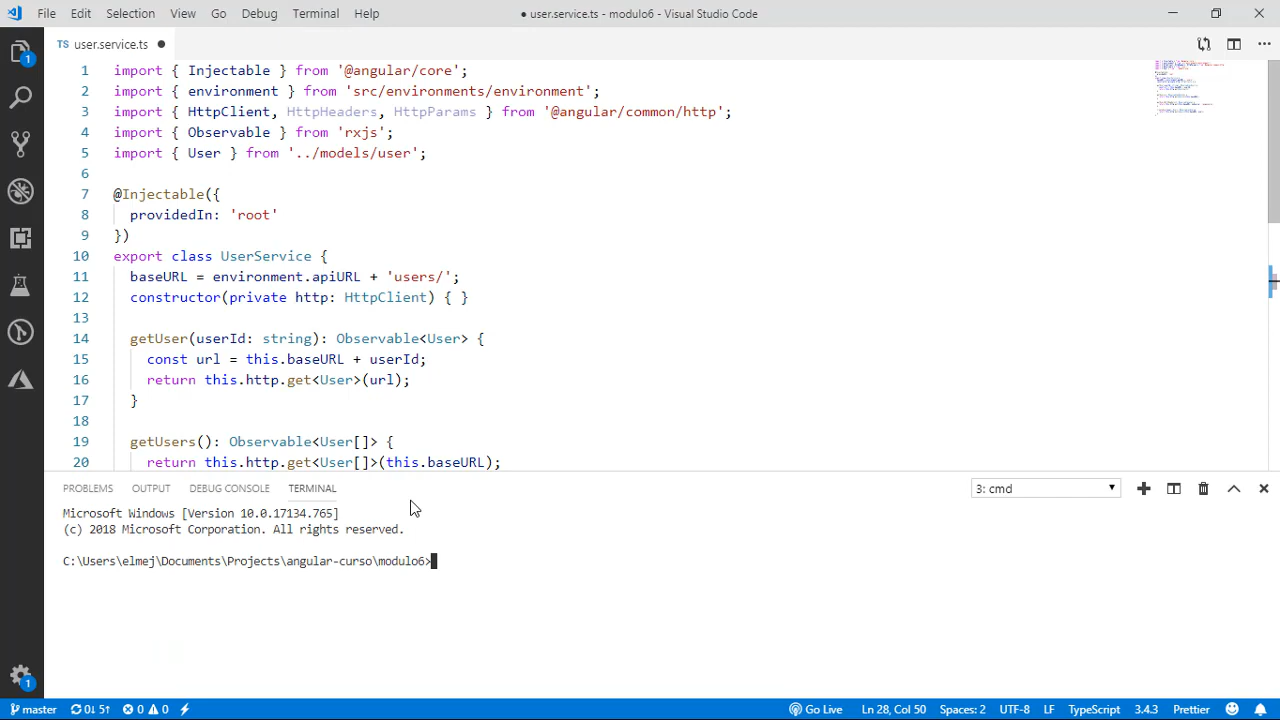 File Edit Selection View Go Debug Terminal Help
● user.service.ts - modulo6 - Visual Studio Code
TS user.service.ts ●
1 import { Injectable } from '@angular/core';
2 import { environment } from 'src/environments/environment';
3 import { HttpClient, HttpHeaders, HttpParams } from '@angular/common/http';
4 import { Observable } from 'rxjs';
5 import { User } from '../models/user';
6
7 @Injectable({
8 providedIn: 'root'
9 })
10 export class UserService {
11 baseURL = environment.apiURL + 'users/';
12 constructor(private http: HttpClient) { }
13
14 getUser(userId: string): Observable<User> {
15 const url = this.baseURL + userId;
16 return this.http.get<User>(url);
17 }
18
19 getUsers(): Observable<User[]> {
20 return this.http.get<User[]>(this.baseURL);
PROBLEMS OUTPUT DEBUG CONSOLE TERMINAL 3: cmd
Microsoft Windows [Version 10.0.17134.765]
(c) 2018 Microsoft Corporation. All rights reserved.
C:\Users\elmej\Documents\Projects\angular-curso\modulo6>
1
1
master 0↓ 5↑ 0 0 Go Live Ln 28, Col 50 Spaces: 2 UTF-8 LF TypeScript 3.4.3 Prettier